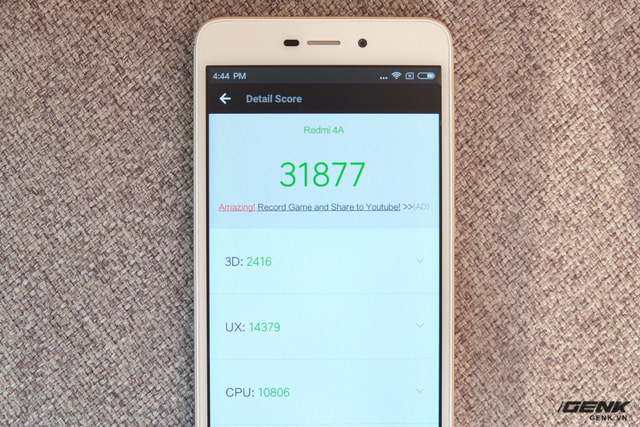 4:44 PM
Detail Score
Redmi 4A
31877
Amazing! Record Game and Share to Youtube! >>(AD)
3D: 2416
UX: 14379
CPU: 10806
GENK
GENK.VN